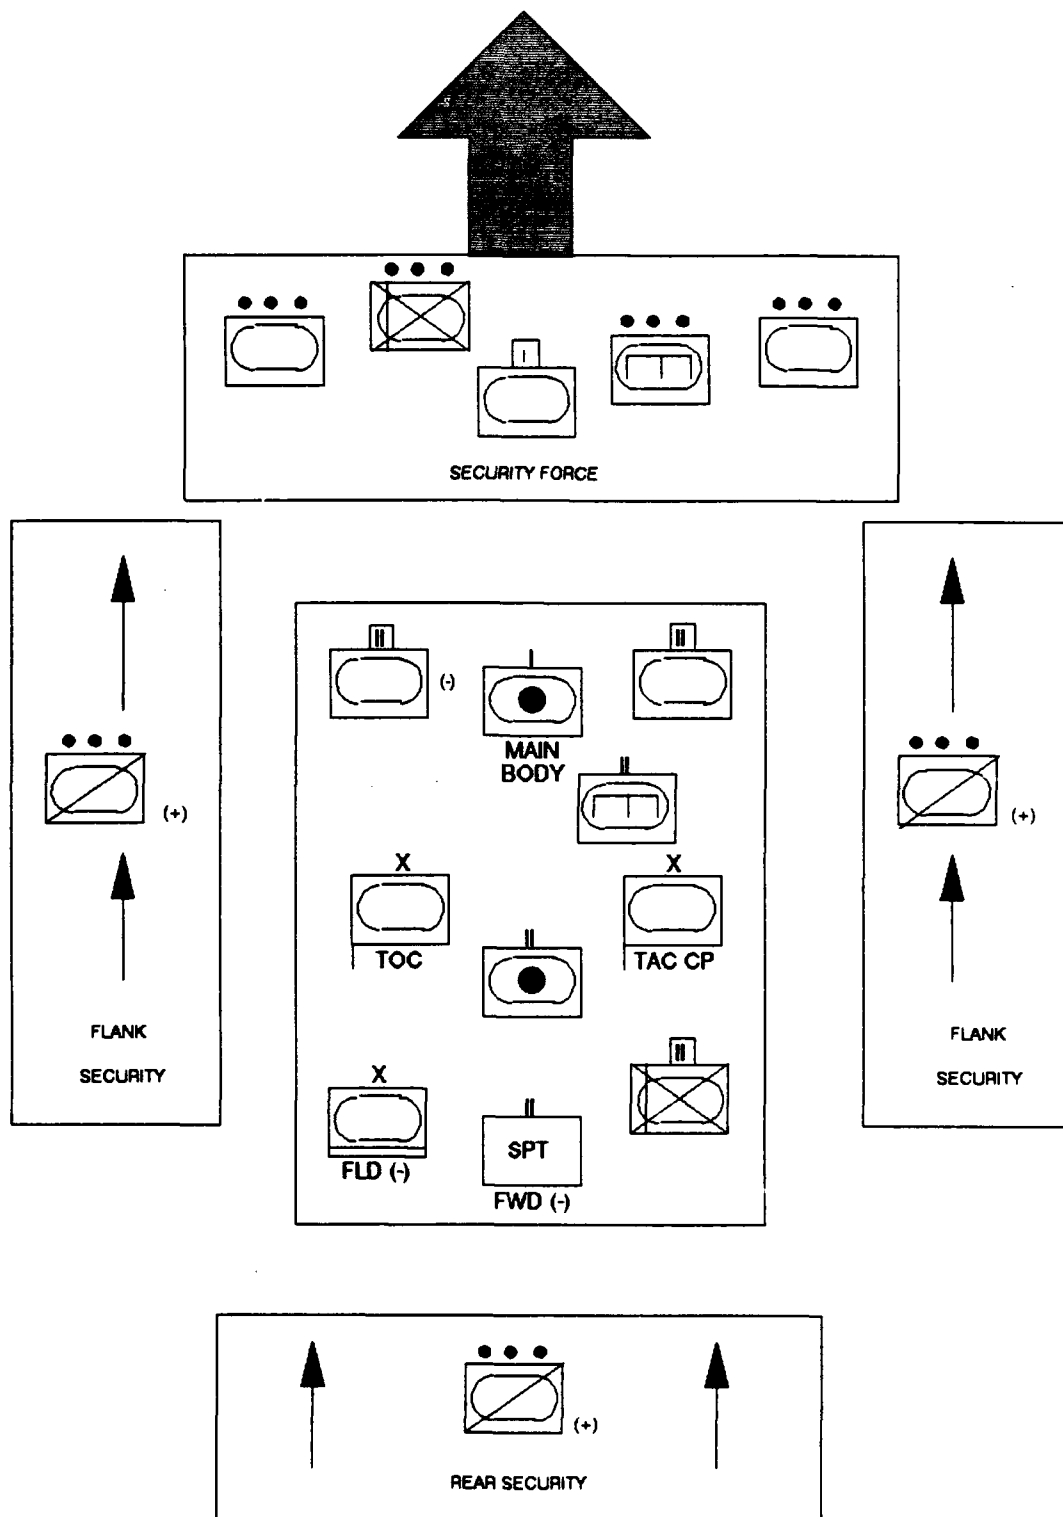 SECURITY FORCE
(-)
MAIN
BODY
(+)
(+)
X
X
TOC
TAC CP
FLANK
SECURITY
FLANK
SECURITY
X
FLD (-)
SPT
FWD (-)
(+)
REAR SECURITY